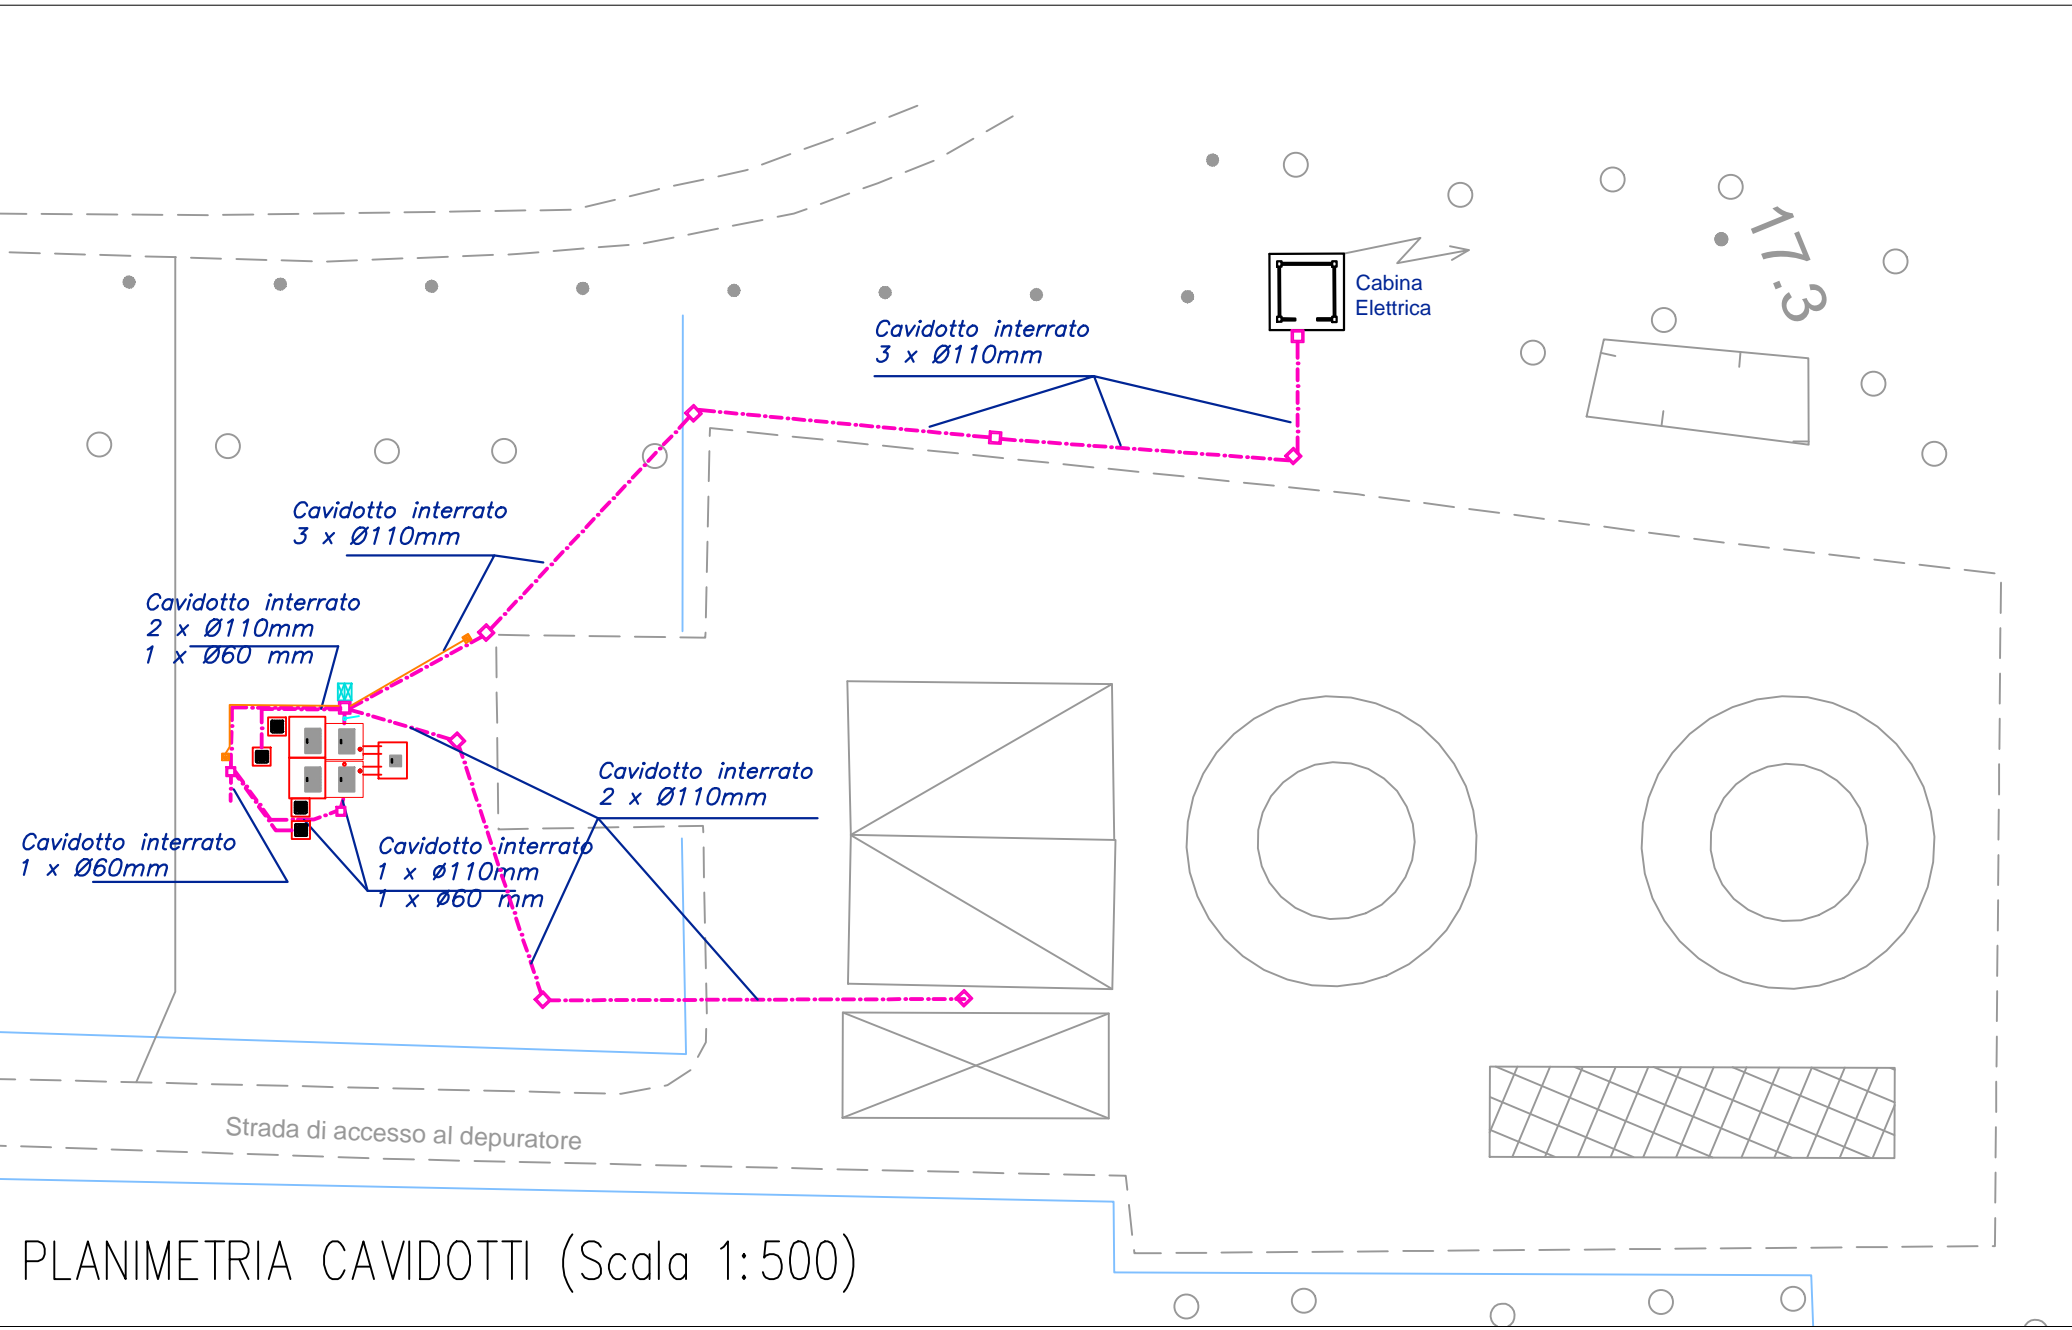 17.3
Cabina
Elettrica
Cavidotto interrato
3 x Ø110mm
Cavidotto interrato
3 x Ø110mm
Cavidotto interrato
2 x Ø110mm
1 x Ø60 mm
Cavidotto interrato
2 x Ø110mm
Cavidotto interrato
1 x Ø60mm
Cavidotto interrato
1 x Ø110mm
1 x Ø60 mm
Strada di accesso al depuratore
PLANIMETRIA CAVIDOTTI (Scala 1:500)